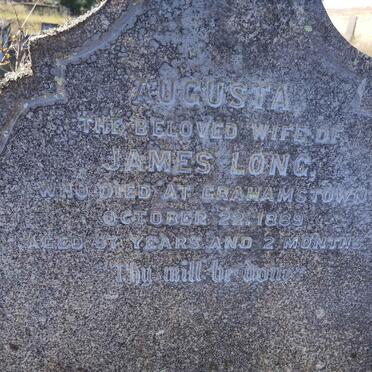 AUGUSTA
THE BELOVED WIFE OF
JAMES LONG,
WHO DIED AT GRAHAMSTOWN
OCTOBER 1889
AGED YEARS AND 2 MONTHS
"Thy will be done"